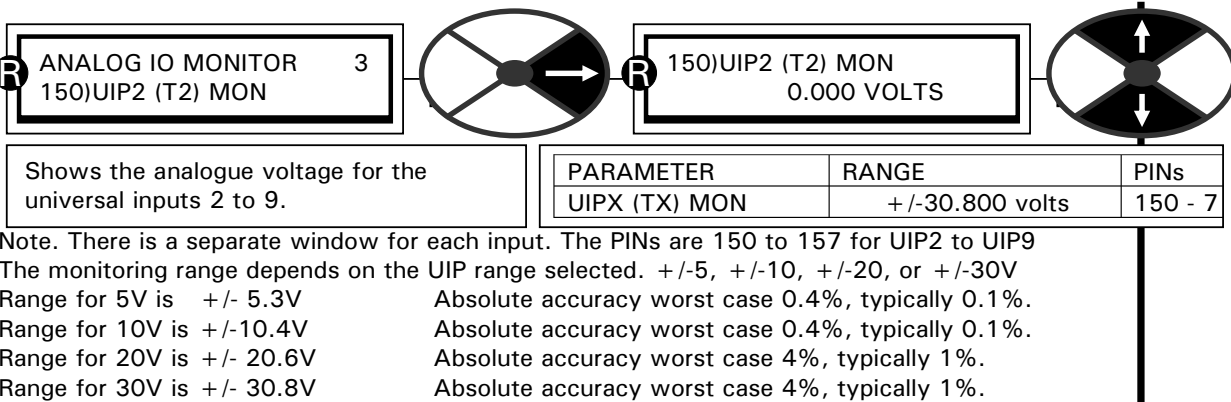 R ANALOG IO MONITOR 3
150)UIP2 (T2) MON
R 150)UIP2 (T2) MON
0.000 VOLTS
Shows the analogue voltage for the
universal inputs 2 to 9.
PARAMETER RANGE PINs
UIPX (TX) MON +/-30.800 volts 150 - 7
Note. There is a separate window for each input. The PINs are 150 to 157 for UIP2 to UIP9
The monitoring range depends on the UIP range selected. +/-5, +/-10, +/-20, or +/-30V
Range for 5V is +/- 5.3V Absolute accuracy worst case 0.4%, typically 0.1%.
Range for 10V is +/-10.4V Absolute accuracy worst case 0.4%, typically 0.1%.
Range for 20V is +/- 20.6V Absolute accuracy worst case 4%, typically 1%.
Range for 30V is +/- 30.8V Absolute accuracy worst case 4%, typically 1%.